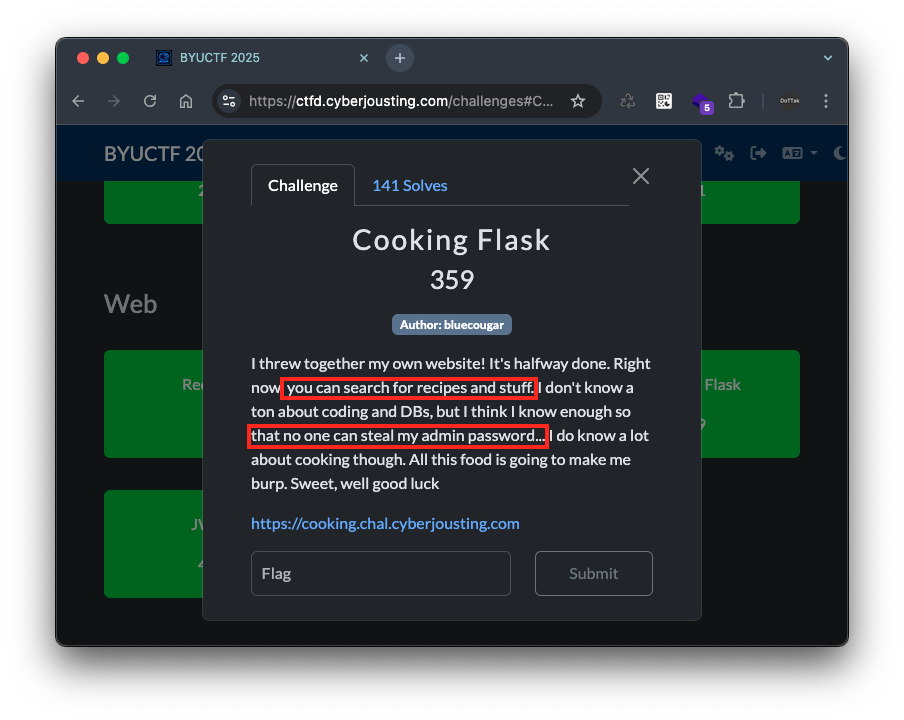 BYUCTF 2025
https://ctfd.cyberjousting.com/challenges#C...
5
DoTTak
BYUCTF 20
Challenge
141 Solves
Cooking Flask
359
Author: bluecougar
I threw together my own website! It's halfway done. Right
now, you can search for recipes and stuff. I don't know a
ton about coding and DBs, but I think I know enough so
that no one can steal my admin password... I do know a lot
about cooking though. All this food is going to make me
burp. Sweet, well good luck
https://cooking.chal.cyberjousting.com
Flag
Submit
Web
Flask